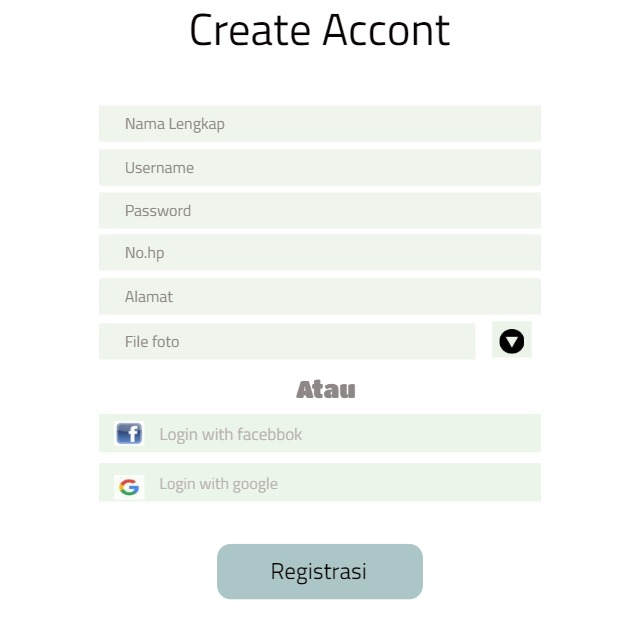 Create Accont
Nama Lengkap
Username
Password
No.hp
Alamat
File foto
Atau
Login with facebbok
Login with google
Registrasi